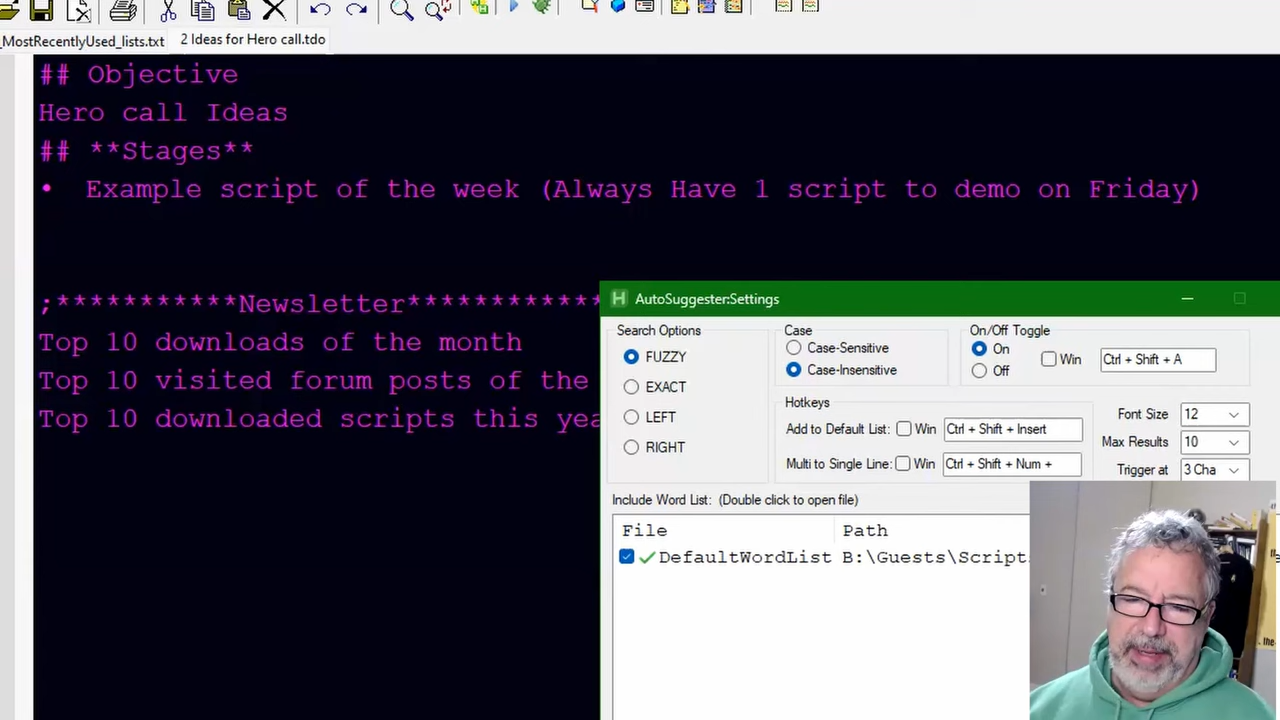 _MostRecentlyUsed_lists.txt
2 Ideas for Hero call.tdo
## Objective
Hero call Ideas
## **Stages**
• Example script of the week (Always Have 1 script to demo on Friday)
;***********Newsletter************
Top 10 downloads of the month
Top 10 visited forum posts of the
Top 10 downloaded scripts this yea
H AutoSuggester:Settings
Search Options
FUZZY
EXACT
LEFT
RIGHT
Case
Case-Sensitive
Case-Insensitive
On/Off Toggle
On
Off
Win
Ctrl + Shift + A
Hotkeys
Add to Default List: Win Ctrl + Shift + Insert
Multi to Single Line: Win Ctrl + Shift + Num +
Font Size 12
Max Results 10
Trigger at 3 Cha
Include Word List: (Double click to open file)
File Path
DefaultWordList B:\Guests\Script